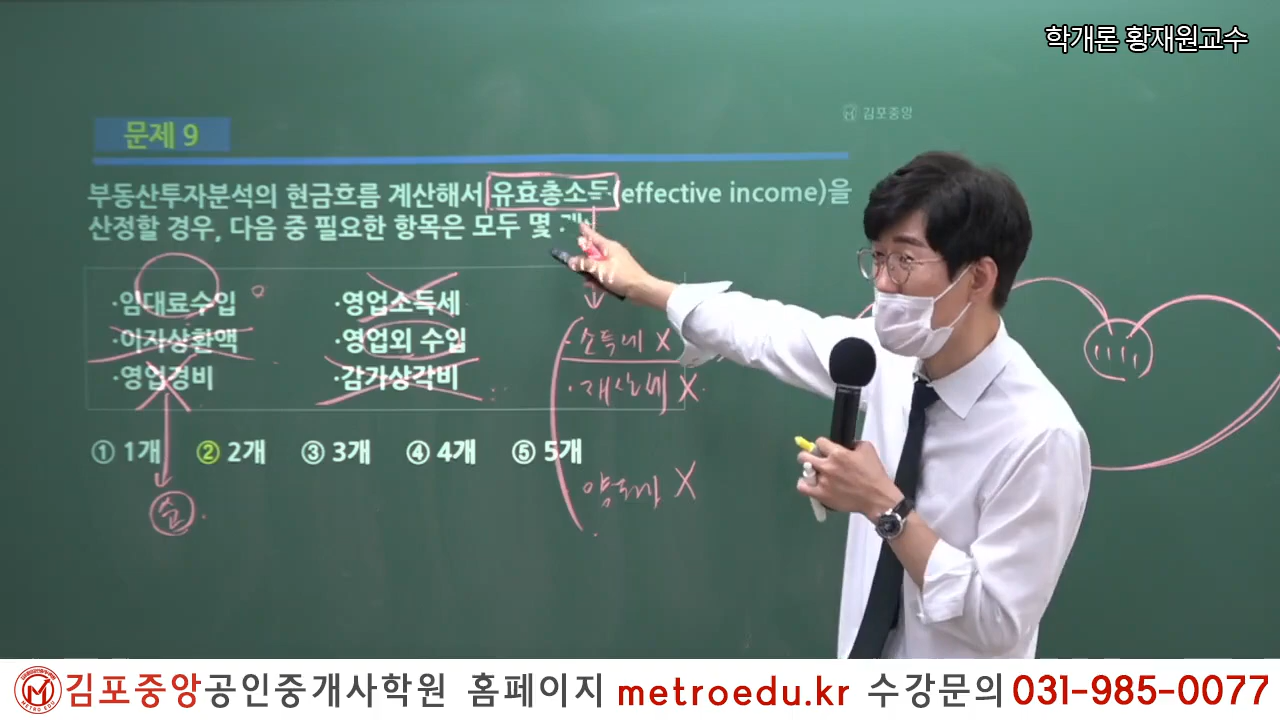 학개론 황재원교수
김포중앙
문제 9
부동산투자분석의 현금흐름 계산해서 유효총소득(effective income)을
산정할 경우, 다음 중 필요한 항목은 모두 몇
·임대료수입 ·영업소득세
·이자상환액 ·영업외 수입
·영업경비 ·감가상각비
· 소득세 X
· 재산세 X
양도세 X
① 1개 ② 2개 ③ 3개 ④ 4개 ⑤ 5개
순
김포중앙공인중개사학원 홈페이지 metroedu.kr 수강문의 031-985-0077